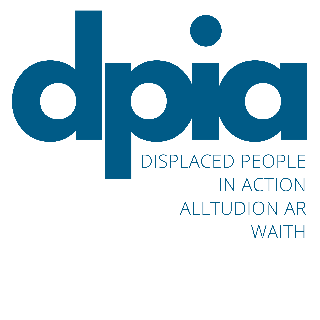 dpia
DISPLACED PEOPLE
IN ACTION
ALLTUDION AR
WAITH